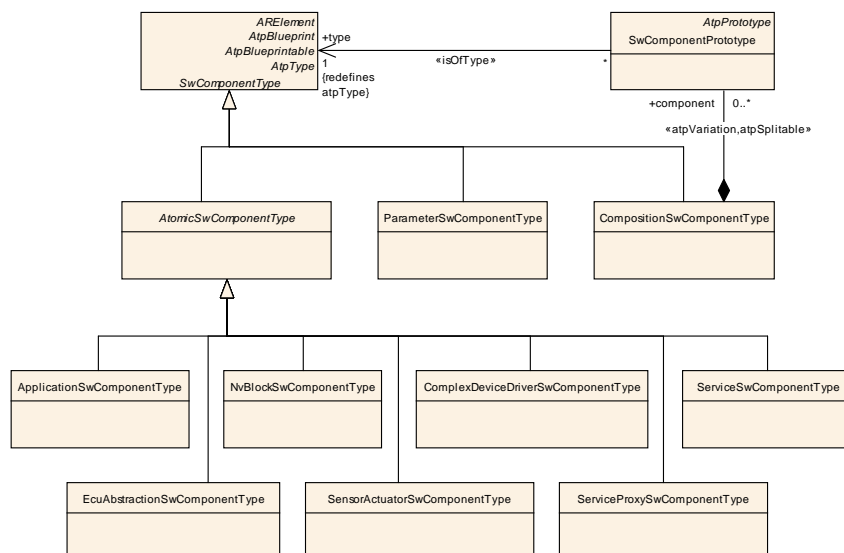 ARElement
AtpBlueprint
AtpBlueprintable
AtpType
SwComponentType
+type
1
{redefines
atpType}
«isOfType»
*
AtpPrototype
SwComponentPrototype
+component
0..*
«atpVariation,atpSplitable»
AtomicSwComponentType
ParameterSwComponentType
CompositionSwComponentType
ApplicationSwComponentType
NvBlockSwComponentType
ComplexDeviceDriverSwComponentType
ServiceSwComponentType
EcuAbstractionSwComponentType
SensorActuatorSwComponentType
ServiceProxySwComponentType